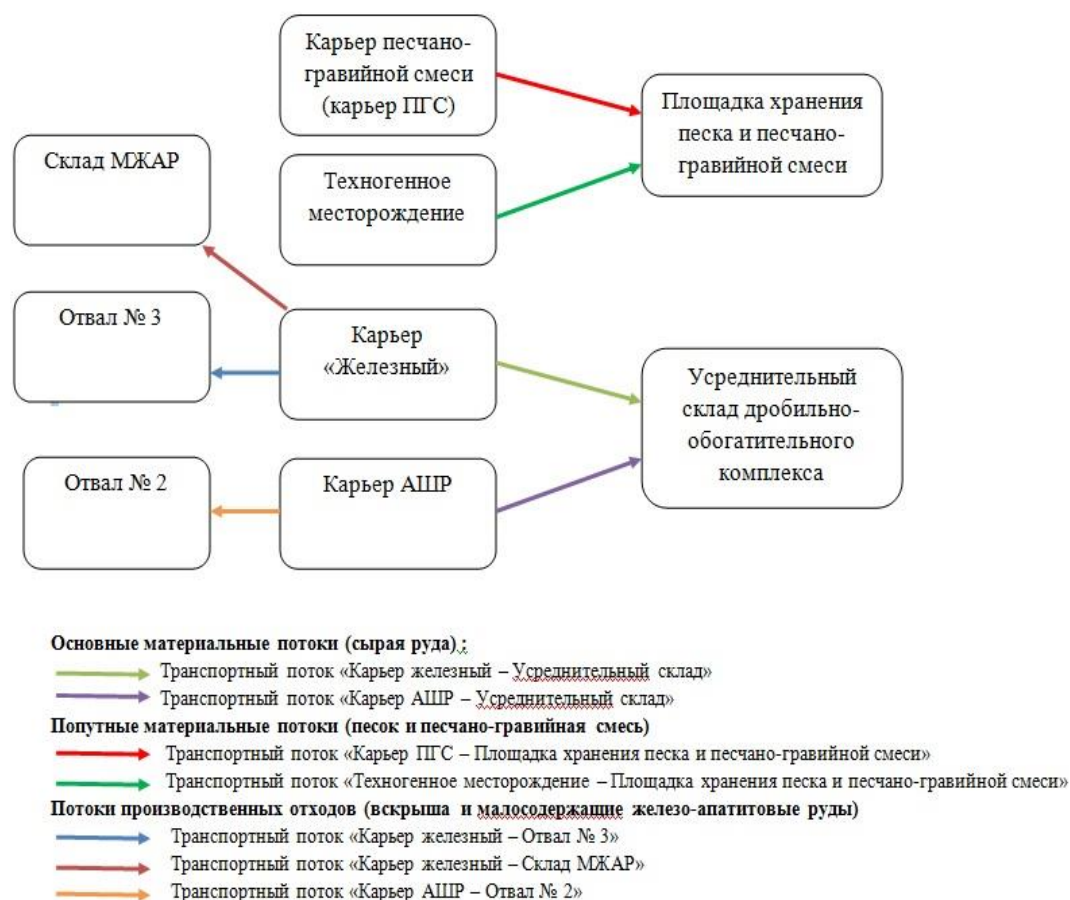 Карьер песчано-
гравийной смеси
(карьер ПГС)
Площадка хранения
песка и песчано-
гравийной смеси
Склад МЖАР
Техногенное
месторождение
Отвал № 3
Карьер
«Железный»
Усреднительный
склад дробильно-
обогатительного
комплекса
Отвал № 2
Карьер АШР
Основные материальные потоки (сырая руда) :
Транспортный поток «Карьер железный – Усреднительный склад»
Транспортный поток «Карьер АШР – Усреднительный склад»
Попутные материальные потоки (песок и песчано-гравийная смесь)
Транспортный поток «Карьер ПГС – Площадка хранения песка и песчано-гравийной смеси»
Транспортный поток «Техногенное месторождение – Площадка хранения песка и песчано-гравийной смеси»
Потоки производственных отходов (вскрыша и малосодержащие железо-апатитовые руды)
Транспортный поток «Карьер железный – Отвал № 3»
Транспортный поток «Карьер железный – Склад МЖАР»
Транспортный поток «Карьер АШР – Отвал № 2»